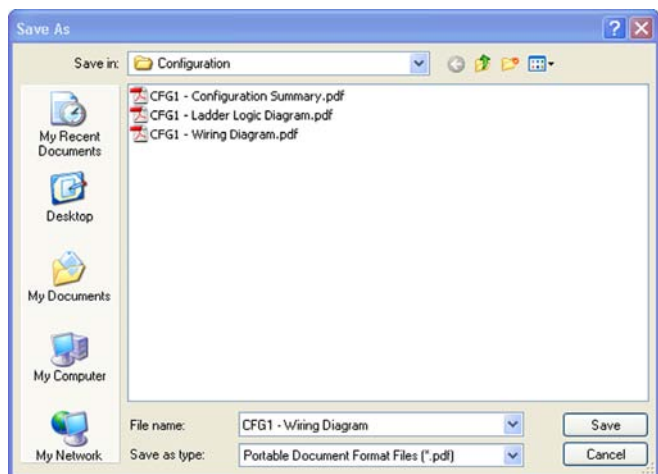 Save As
Save in:
Configuration
My Recent
Documents
Desktop
My Documents
My Computer
My Network
CFG1 - Configuration Summary.pdf
CFG1 - Ladder Logic Diagram.pdf
CFG1 - Wiring Diagram.pdf
File name:
CFG1 - Wiring Diagram
Save
Save as type:
Portable Document Format Files (*.pdf)
Cancel